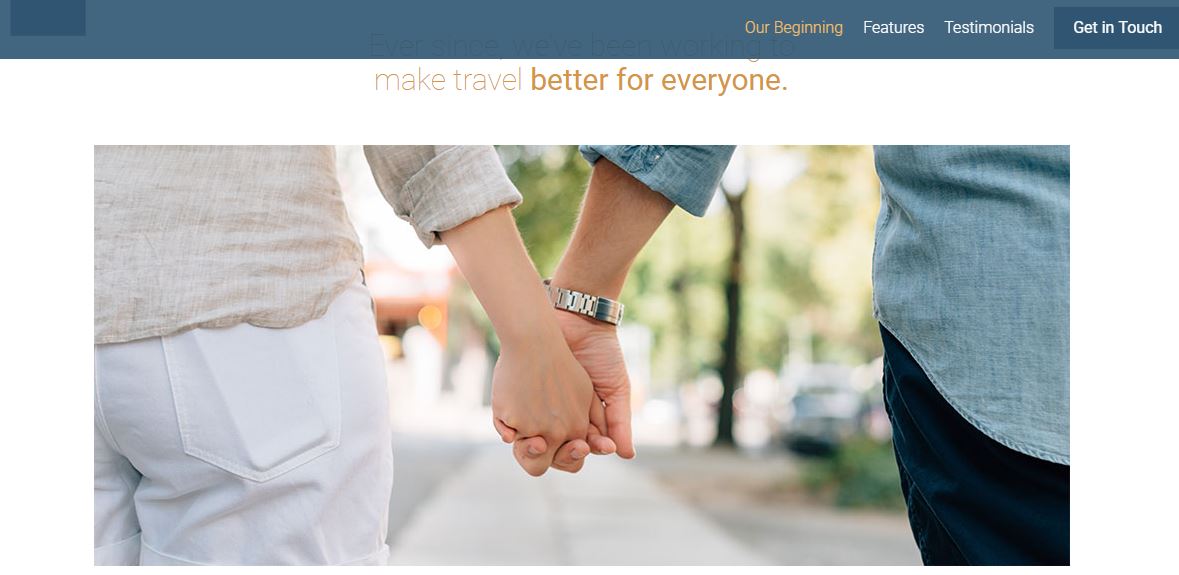 Our Beginning Features Testimonials Get in Touch
Ever since, we've been working to
make travel better for everyone.